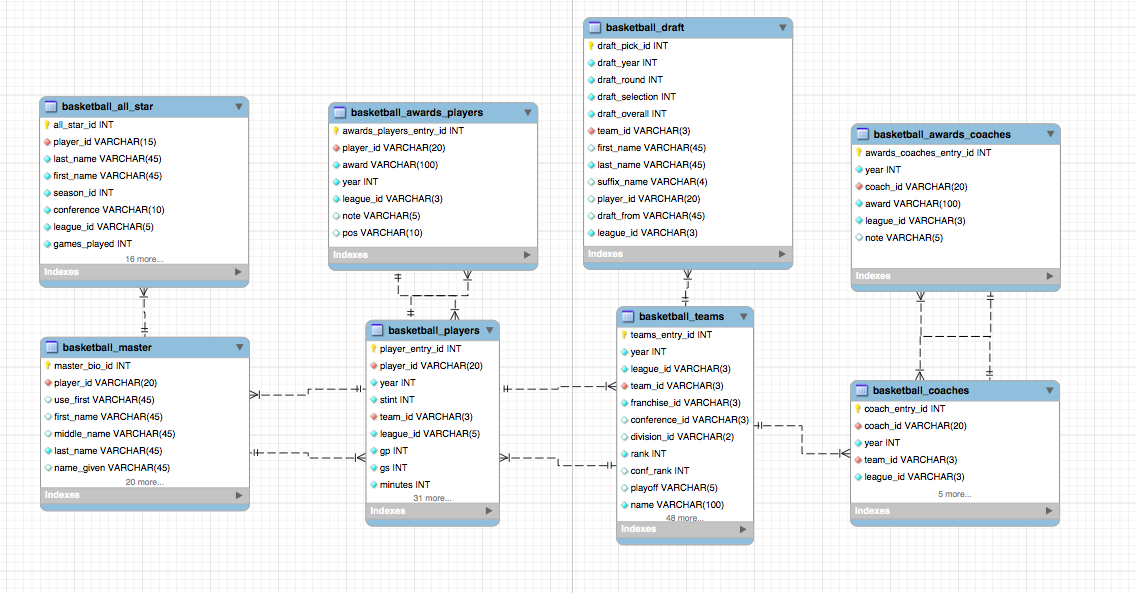 basketball_all_star
all_star_id INT
player_id VARCHAR(15)
last_name VARCHAR(45)
first_name VARCHAR(45)
season_id INT
conference VARCHAR(10)
league_id VARCHAR(5)
games_played INT
16 more...
Indexes
basketball_master
master_bio_id INT
player_id VARCHAR(20)
use_first VARCHAR(45)
first_name VARCHAR(45)
middle_name VARCHAR(45)
last_name VARCHAR(45)
name_given VARCHAR(45)
20 more...
Indexes
basketball_awards_players
awards_players_entry_id INT
player_id VARCHAR(20)
award VARCHAR(100)
year INT
league_id VARCHAR(3)
note VARCHAR(5)
pos VARCHAR(10)
Indexes
basketball_players
player_entry_id INT
player_id VARCHAR(20)
year INT
stint INT
team_id VARCHAR(3)
league_id VARCHAR(5)
gp INT
gs INT
minutes INT
31 more...
Indexes
basketball_draft
draft_pick_id INT
draft_year INT
draft_round INT
draft_selection INT
draft_overall INT
team_id VARCHAR(3)
first_name VARCHAR(45)
last_name VARCHAR(45)
suffix_name VARCHAR(4)
player_id VARCHAR(20)
draft_from VARCHAR(45)
league_id VARCHAR(3)
Indexes
basketball_teams
teams_entry_id INT
year INT
league_id VARCHAR(3)
team_id VARCHAR(3)
franchise_id VARCHAR(3)
conference_id VARCHAR(3)
division_id VARCHAR(2)
rank INT
conf_rank INT
playoff VARCHAR(5)
name VARCHAR(100)
48 more...
Indexes
basketball_awards_coaches
awards_coaches_entry_id INT
year INT
coach_id VARCHAR(20)
award VARCHAR(100)
league_id VARCHAR(3)
note VARCHAR(5)
Indexes
basketball_coaches
coach_entry_id INT
coach_id VARCHAR(20)
year INT
team_id VARCHAR(3)
league_id VARCHAR(3)
5 more...
Indexes